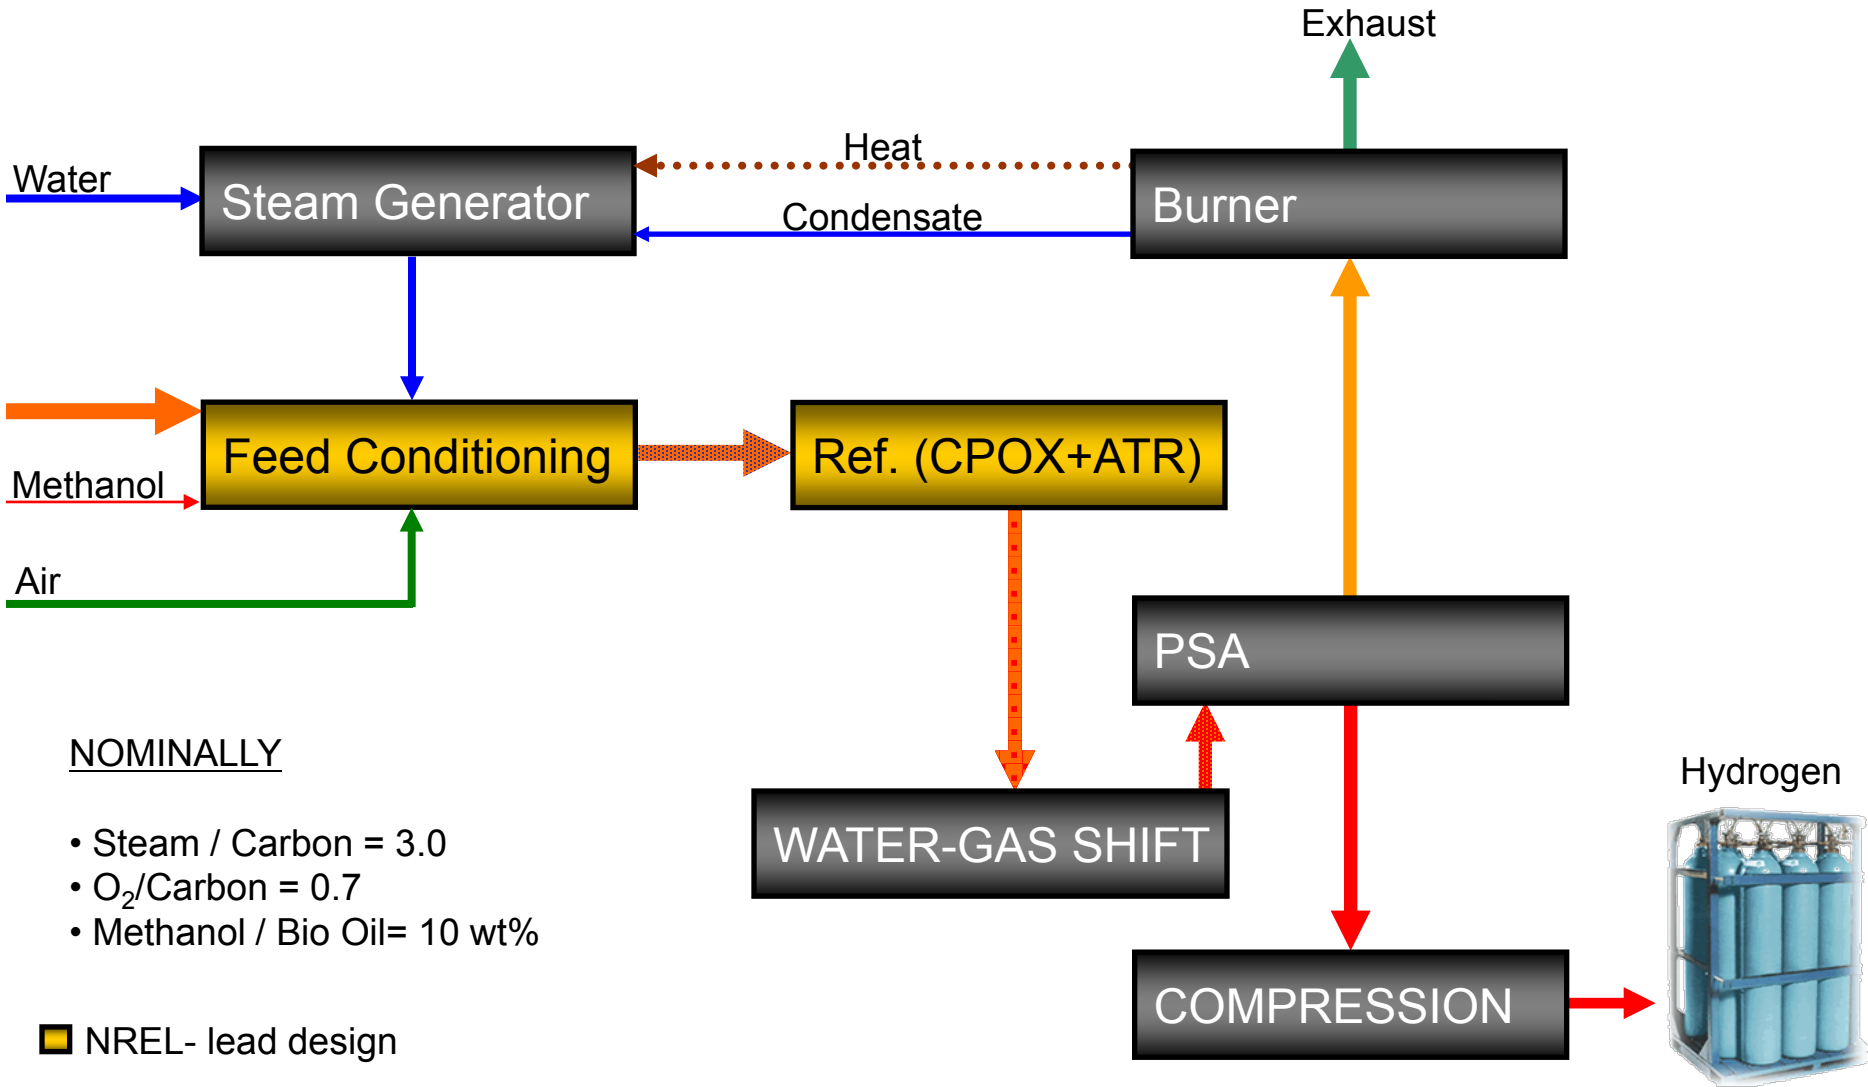 Exhaust
Heat
Water
Steam Generator
Burner
Condensate
Feed Conditioning
Ref. (CPOX+ATR)
Methanol
Air
PSA
NOMINALLY
Hydrogen
• Steam / Carbon = 3.0
WATER-GAS SHIFT
• O₂/Carbon = 0.7
• Methanol / Bio Oil= 10 wt%
COMPRESSION
NREL- lead design